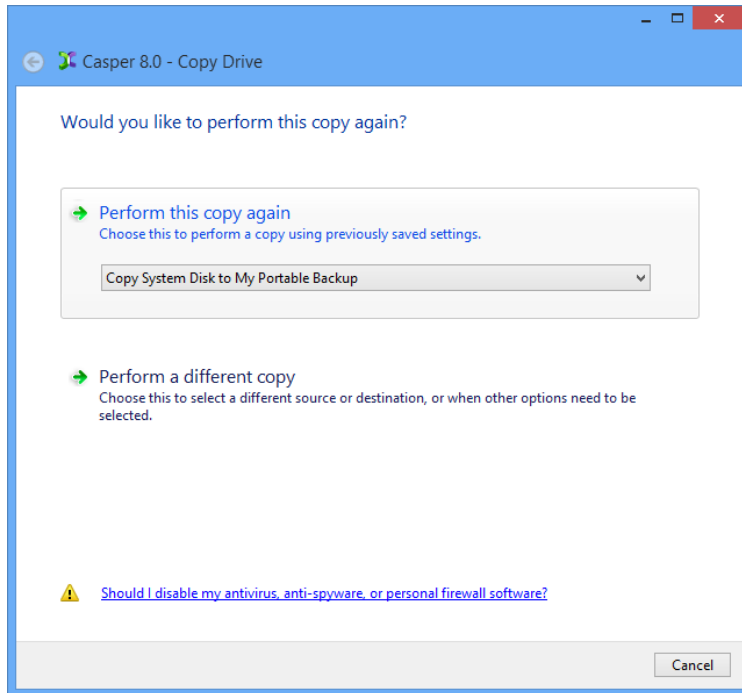 Casper 8.0 - Copy Drive
Would you like to perform this copy again?
Perform this copy again
Choose this to perform a copy using previously saved settings.
Copy System Disk to My Portable Backup
Perform a different copy
Choose this to select a different source or destination, or when other options need to be
selected.
Should I disable my antivirus, anti-spyware, or personal firewall software?
Cancel